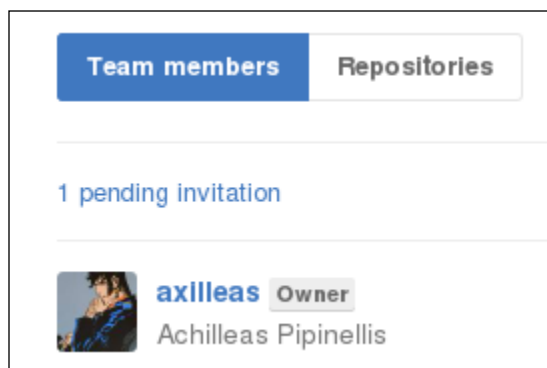 Team members Repositories
1 pending invitation
axilleas Owner
Achilleas Pipinellis